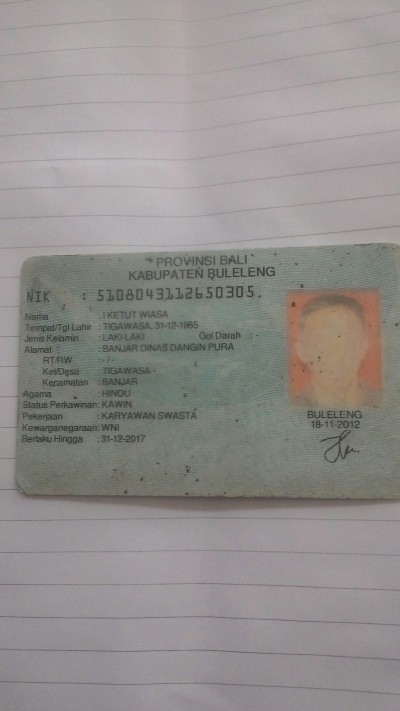 PROVINSI BALI
KABUPATEN BULELENG
NIK : 5108043112650305.
Nama : I KETUT WIASA
Tempat/Tgl Lahir : TIGAWASA, 31-12-1965
Jenis Kelamin : LAKI-LAKI Gol Darah : -
Alamat : BANJAR DINAS DANGIN PURA
RT/RW : - / -
Kel/Desa : TIGAWASA
Kecamatan : BANJAR
Agama : HINDU
Status Perkawinan: KAWIN
Pekerjaan : KARYAWAN SWASTA
Kewarganegaraan: WNI
Berlaku Hingga : 31-12-2017
BULELENG
18-11-2012